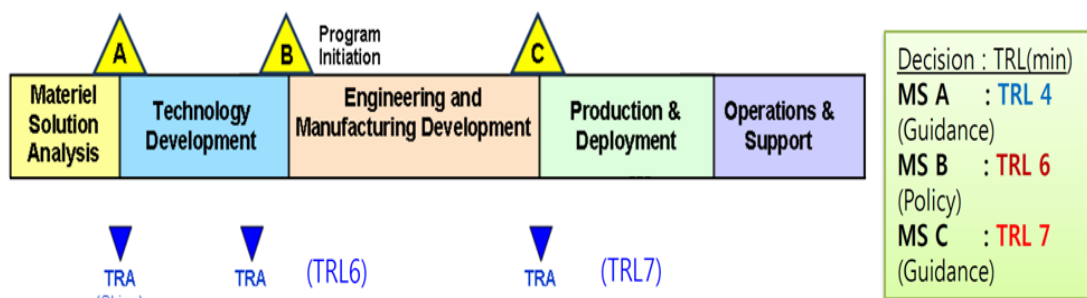 A
B
Program
Initiation
C
Materiel
Solution
Analysis
Technology
Development
Engineering and
Manufacturing Development
Production &
Deployment
Operations &
Support
TRA
TRA
(TRL6)
TRA
(TRL7)
Decision : TRL(min)
MS A : TRL 4
(Guidance)
MS B : TRL 6
(Policy)
MS C : TRL 7
(Guidance)